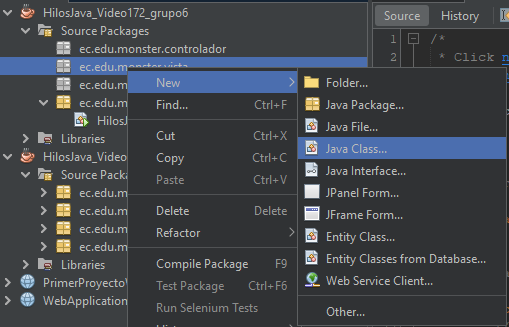 HilosJava_Video172_grupo6
Source Packages
ec.edu.monster.controlador
ec.edu.monster.vista
ec.edu.m
HilosJ
Libraries
HilosJava_Video
Source Packa
ec.edu.m
ec.edu.m
ec.edu.m
ec.edu.m
Libraries
PrimerProyecto
WebApplication
New
Find... Ctrl+F
Cut Ctrl+X
Copy Ctrl+C
Paste Ctrl+V
Delete Delete
Refactor
Compile Package F9
Test Package Ctrl+F6
Run Selenium Tests
Folder...
Java Package...
Java File...
Java Class...
Java Interface...
JPanel Form...
JFrame Form...
Entity Class...
Entity Classes from Database...
Web Service Client...
Other...
Source History
1 /*
2 * Click n